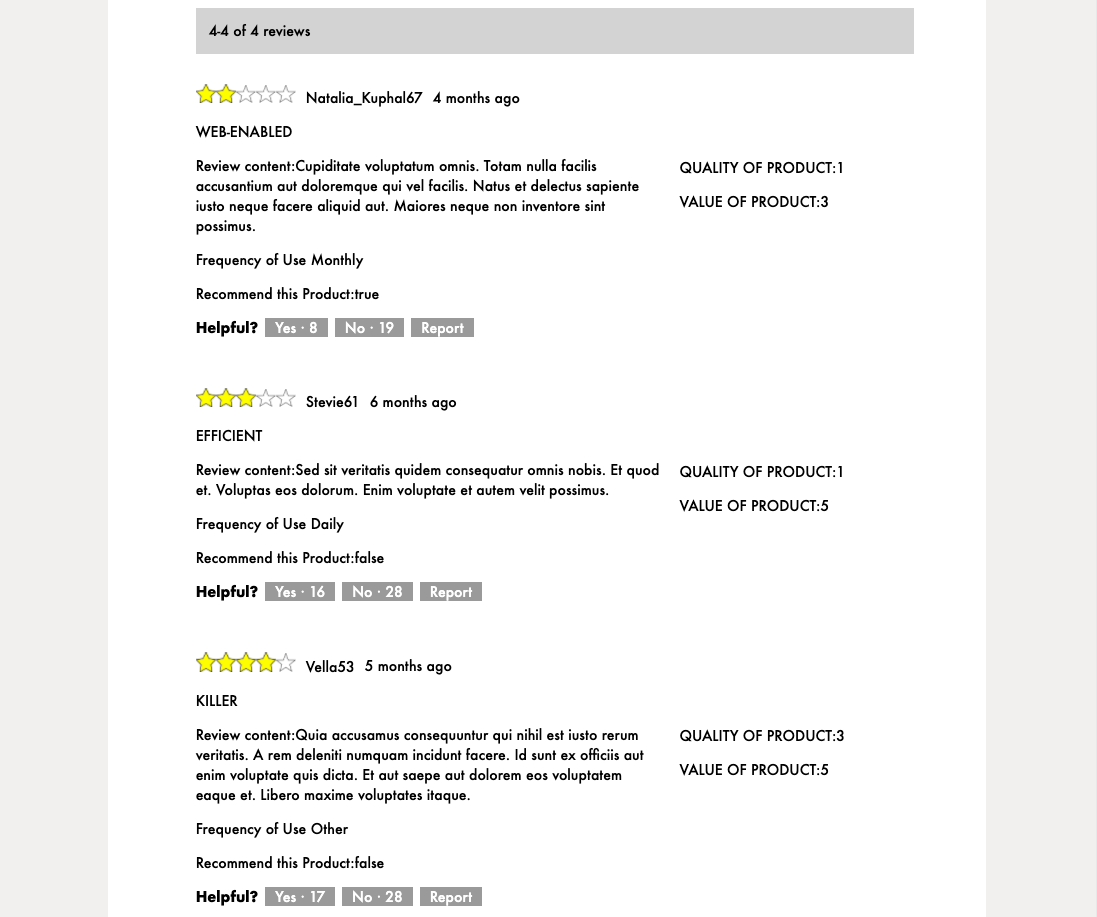 4-4 of 4 reviews
Natalia_Kuphal67 4 months ago
WEB-ENABLED
Review content:Cupiditate voluptatum omnis. Totam nulla facilis
accusantium aut doloremque qui vel facilis. Natus et delectus sapiente
iusto neque facere aliquid aut. Maiores neque non inventore sint
possimus.
QUALITY OF PRODUCT:1
VALUE OF PRODUCT:3
Frequency of Use Monthly
Recommend this Product:true
Helpful? Yes · 8 No · 19 Report
Stevie61 6 months ago
EFFICIENT
Review content:Sed sit veritatis quidem consequatur omnis nobis. Et quod
et. Voluptas eos dolorum. Enim voluptate et autem velit possimus.
QUALITY OF PRODUCT:1
VALUE OF PRODUCT:5
Frequency of Use Daily
Recommend this Product:false
Helpful? Yes · 16 No · 28 Report
Vella53 5 months ago
KILLER
Review content:Quia accusamus consequuntur qui nihil est iusto rerum
veritatis. A rem deleniti numquam incidunt facere. Id sunt ex officiis aut
enim voluptate quis dicta. Et aut saepe aut dolorem eos voluptatem
eaque et. Libero maxime voluptates itaque.
QUALITY OF PRODUCT:3
VALUE OF PRODUCT:5
Frequency of Use Other
Recommend this Product:false
Helpful? Yes · 17 No · 28 Report